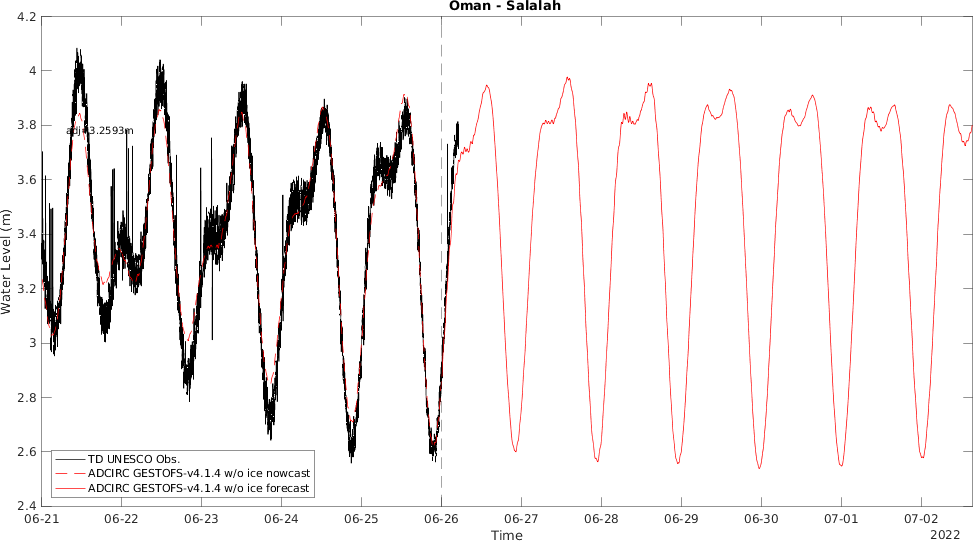 Oman - Salalah
4.2
4
3.8
3.6
3.4
3.2
3
2.8
2.6
2.4
Water Level (m)
adj=3.2593m
TD UNESCO Obs.
ADCIRC GESTOFS-v4.1.4 w/o ice nowcast
ADCIRC GESTOFS-v4.1.4 w/o ice forecast
06-21 06-22 06-23 06-24 06-25 06-26 06-27 06-28 06-29 06-30 07-01 07-02
Time
2022